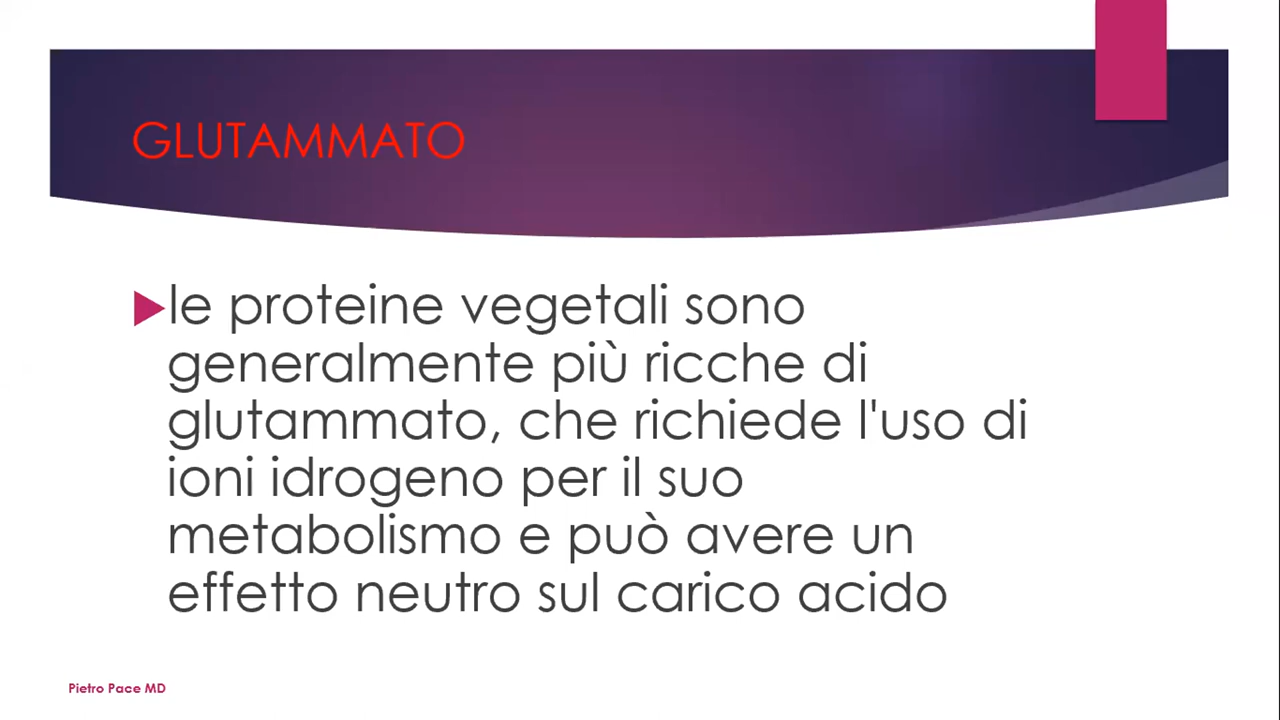 GLUTAMMATO
le proteine vegetali sono
generalmente più ricche di
glutammato, che richiede l'uso di
ioni idrogeno per il suo
metabolismo e può avere un
effetto neutro sul carico acido
Pietro Pace MD